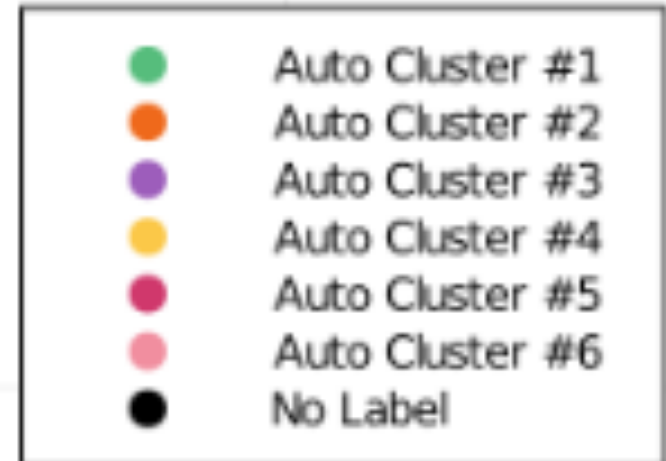 Auto Cluster #1
Auto Cluster #2
Auto Cluster #3
Auto Cluster #4
Auto Cluster #5
Auto Cluster #6
No Label